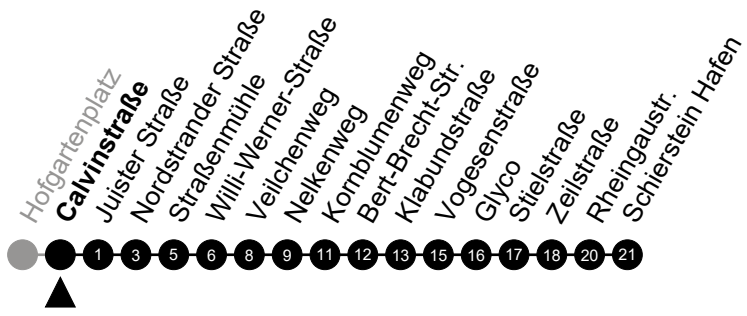 Hofgartenplatz
Calvinstraße
Juister Straße
Nordstrander Straße
Straßenmühle
Willi-Werner-Straße
Veilchenweg
Nelkenweg
Kornblumenweg
Bert-Brecht-Str.
Klabundstraße
Vogesenstraße
Glyco
Stielstraße
Zeilstraße
Rheingaustr.
Schierstein Hafen
1 3 5 6 8 9 11 12 13 15 16 17 18 20 21